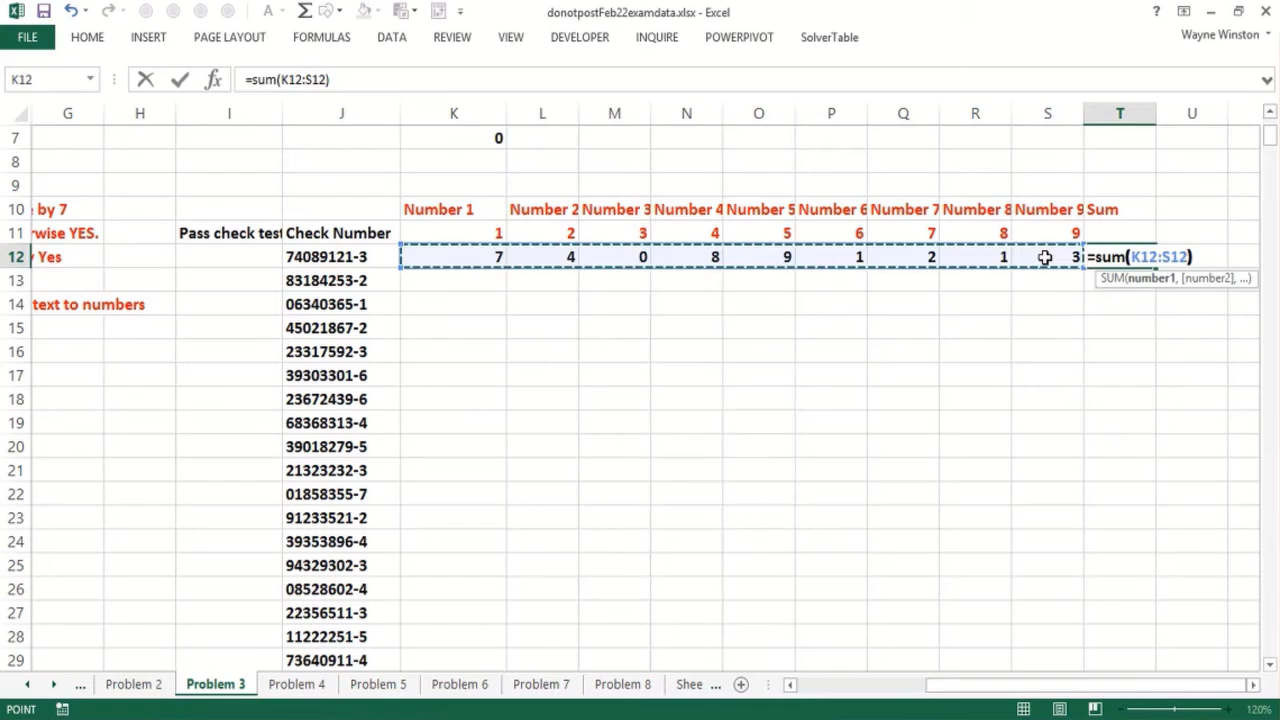 donotpostFeb22examdata.xlsx - Excel
FILE HOME INSERT PAGE LAYOUT FORMULAS DATA REVIEW VIEW DEVELOPER INQUIRE POWERPIVOT SolverTable Wayne Winston
K12 =sum(K12:S12)
G H I J K L M N O P Q R S T U
7 0
8
9
10 e by 7 Number 1 Number 2 Number 3 Number 4 Number 5 Number 6 Number 7 Number 8 Number 9 Sum
11 rwise YES. Pass check test Check Number 1 2 3 4 5 6 7 8 9
12 y Yes 74089121-3 7 4 0 8 9 1 2 1 3 =sum(K12:S12)
SUM(number1, [number2], ...)
13 83184253-2
14 text to numbers 06340365-1
15 45021867-2
16 23317592-3
17 39303301-6
18 23672439-6
19 68368313-4
20 39018279-5
21 21323232-3
22 01858355-7
23 91233521-2
24 39353896-4
25 94329302-3
26 08528602-4
27 22356511-3
28 11222251-5
29 73640911-4
... Problem 2 Problem 3 Problem 4 Problem 5 Problem 6 Problem 7 Problem 8 Shee ...
POINT 120%